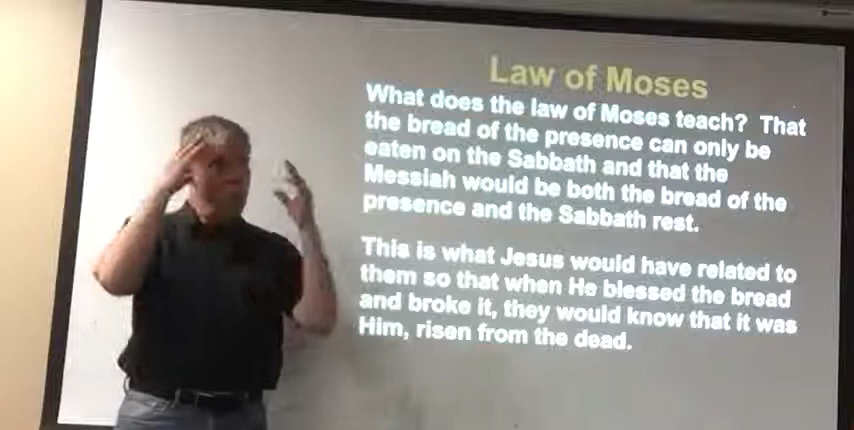 Law of Moses
What does the law of Moses teach? That
the bread of the presence can only be
eaten on the Sabbath and that the
Messiah would be both the bread of the
presence and the Sabbath rest.
This is what Jesus would have related to
them so that when He blessed the bread
and broke it, they would know that it was
Him, risen from the dead.